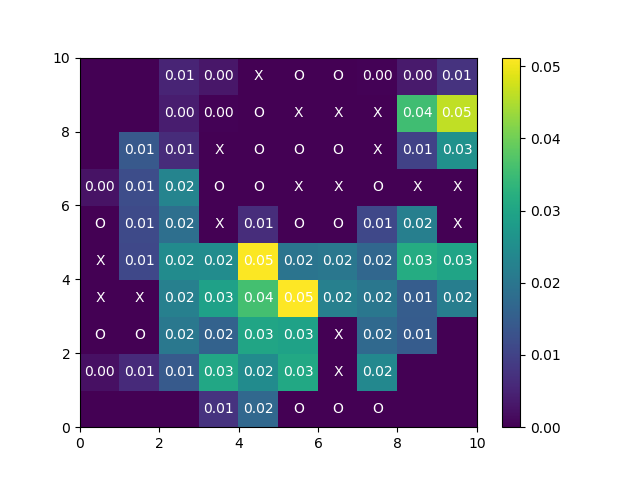 10 0.01 0.00 X O O 0.00 0.00 0.01 0.05
0.00 0.00 O X X X 0.04 0.05
8 0.04
0.01 0.01 X O O O X 0.01 0.03
0.00 0.01 0.02 O O X X O X X 0.03
6
O 0.01 0.02 X 0.01 O O 0.01 0.02 X
X 0.01 0.02 0.02 0.05 0.02 0.02 0.02 0.03 0.03
4 0.02
X X 0.02 0.03 0.04 0.05 0.02 0.02 0.01 0.02
O O 0.02 0.02 0.03 0.03 X 0.02 0.01
2 0.01
0.00 0.01 0.01 0.03 0.02 0.03 X 0.02
0.01 0.02 O O O
0 0.00
0 2 4 6 8 10